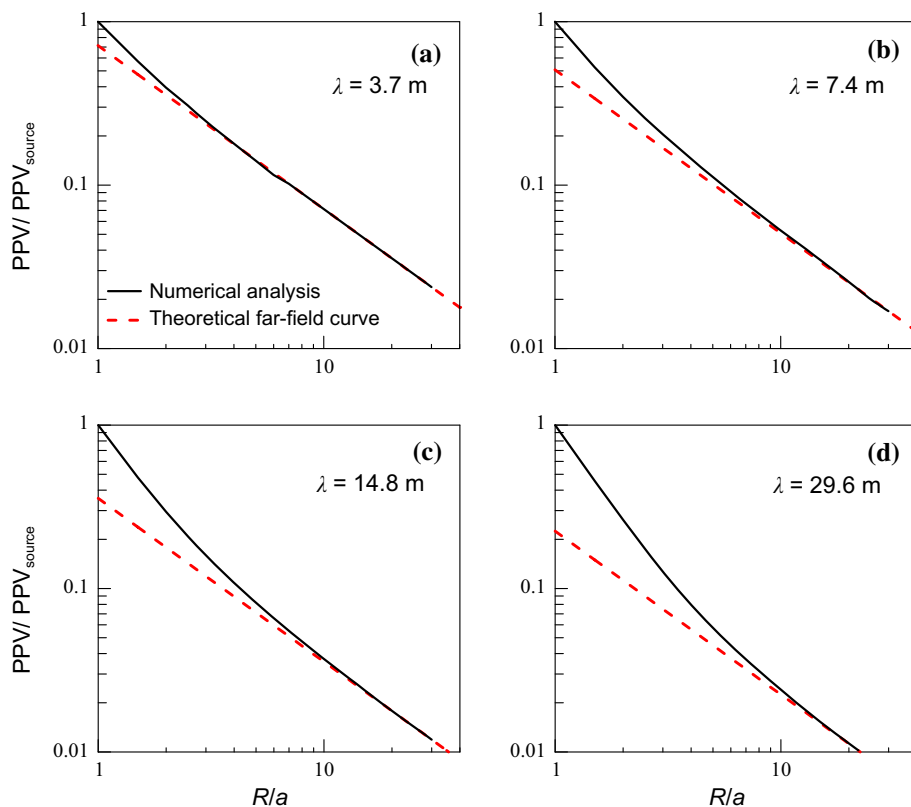 1
(a)
λ = 3.7 m
0.1
PPV/ PPVsource
Numerical analysis
Theoretical far-field curve
0.01
1
10
1
(b)
λ = 7.4 m
0.1
0.01
1
10
1
(c)
λ = 14.8 m
PPV/ PPVsource
0.1
0.01
1
10
R/a
1
(d)
λ = 29.6 m
0.1
0.01
1
10
R/a